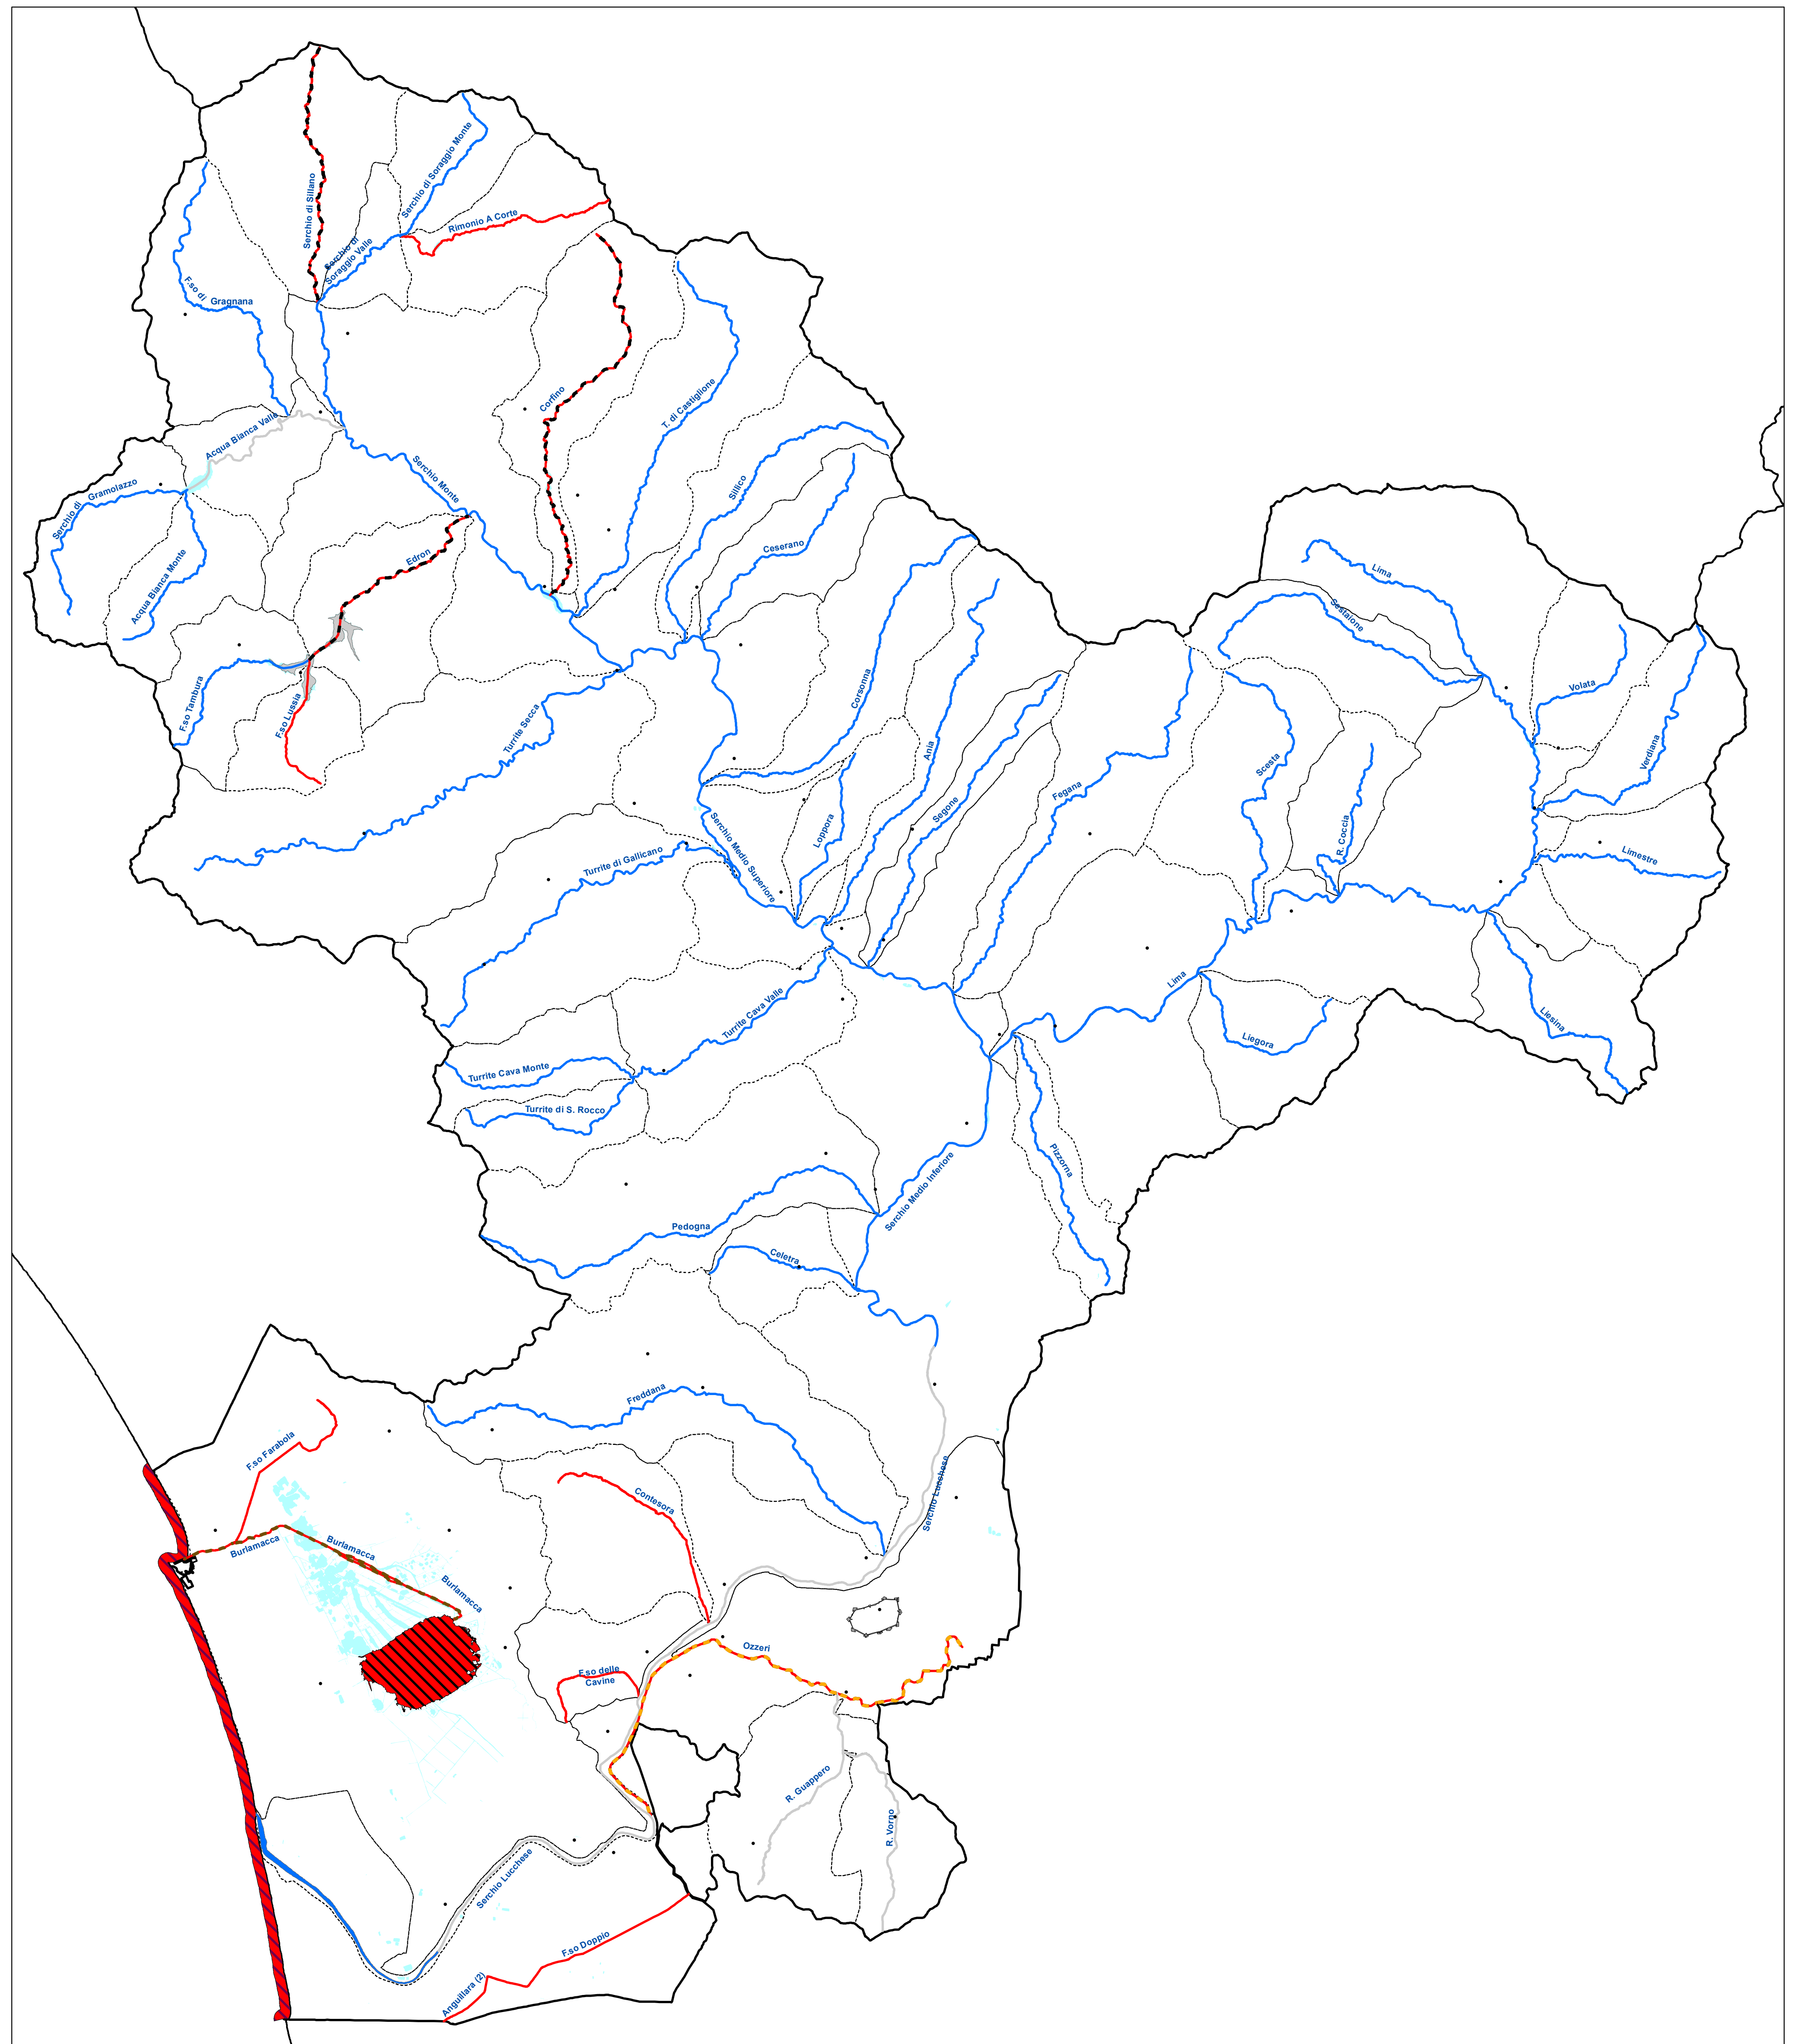 Serchio di Sillano
Serchio di Soraggio Monte
Serchio di
Soraggio Valle
Rimonio A Corte
F.so di
Gragnana
Corfino
T. di Castiglione
Acqua Bianca Valle
Serchio di
Gramolazzo
Serchio Monte
Sillico
Ceserano
Acqua Bianca Monte
Edron
Lima
Sestaione
F.so Tambura
F.so Lussia
Turrite Secca
Corsonna
Ania
Volata
Verdiana
Scesta
Fegana
Segone
Loppora
R. Coccia
Limestre
Serchio Medio Superiore
Turrite di Gallicano
Turrite Cava Valle
Lima
Liesina
Liegora
Turrite Cava Monte
Turrite di S. Rocco
Pizzorna
Serchio Medio Inferiore
Pedogna
Celetra
Freddana
F.so Farabola
Contesora
Serchio Lucchese
Burlamacca
Burlamacca
Burlamacca
Ozzeri
F.so delle
Cavine
R. Guappero
R. Vorno
Serchio Lucchese
F.so Doppio
Anguillara (2)